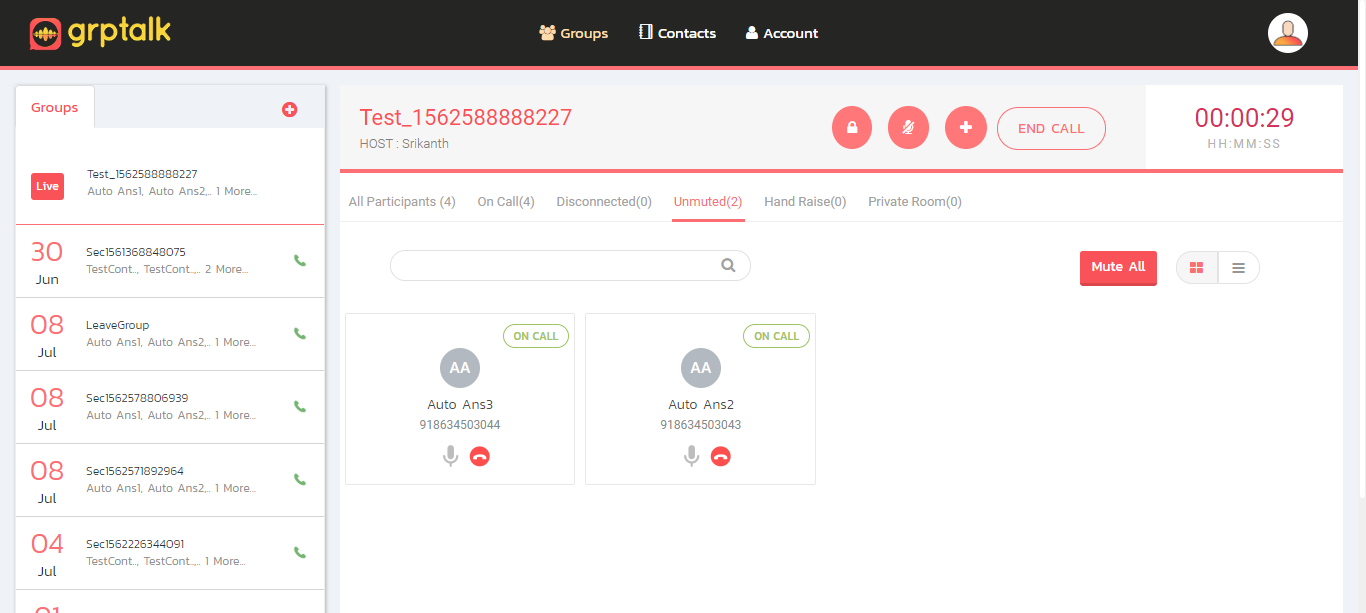 grptalk
Groups
Contacts
Account
Groups
Live
Test_1562588888227
Auto Ans1, Auto Ans2,.. 1 More...
30
Jun
Sec1561368848075
TestCont.., TestCont..,.. 2 More...
08
Jul
LeaveGroup
Auto Ans1, Auto Ans2,.. 1 More...
08
Jul
Sec1562578806939
Auto Ans1, Auto Ans2,.. 1 More...
08
Jul
Sec1562571892964
Auto Ans1, Auto Ans2,.. 1 More...
04
Jul
Sec1562226344091
TestCont.., TestCont..,.. 1 More...
Test_1562588888227
HOST : Srikanth
END CALL
00:00:29
HH:MM:SS
All Participants (4)
On Call(4)
Disconnected(0)
Unmuted(2)
Hand Raise(0)
Private Room(0)
Mute All
ON CALL
AA
Auto Ans3
918634503044
ON CALL
AA
Auto Ans2
918634503043